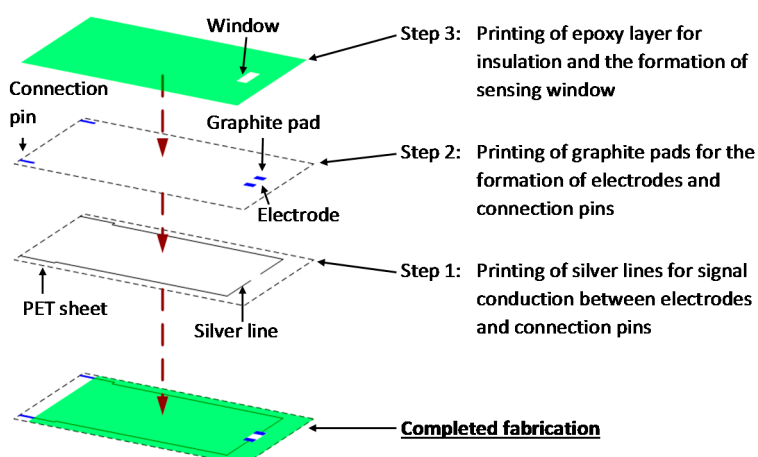 Window
Step 3: Printing of epoxy layer for
insulation and the formation of
sensing window
Connection
pin
Graphite pad
Step 2: Printing of graphite pads for the
formation of electrodes and
connection pins
Electrode
Step 1: Printing of silver lines for signal
conduction between electrodes
and connection pins
PET sheet
Silver line
Completed fabrication